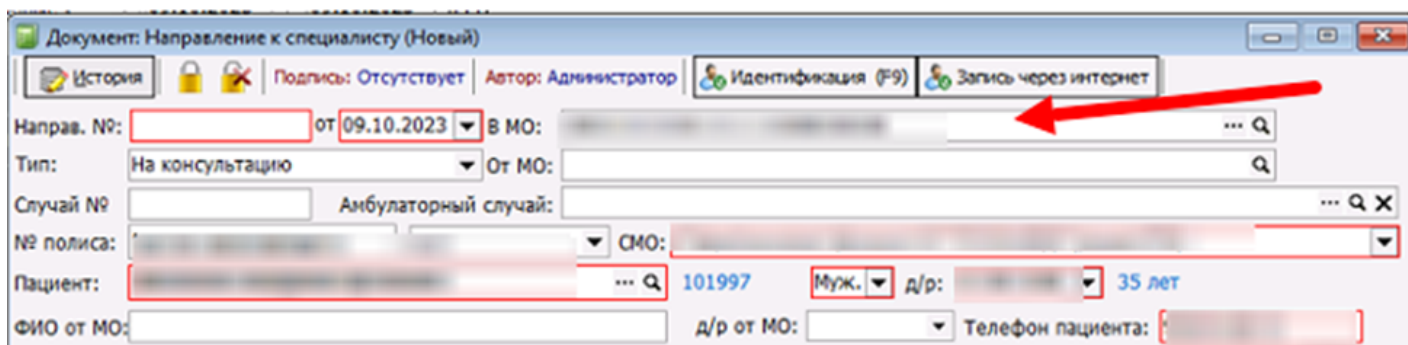 Документ: Направление к специалисту (Новый)
История Подпись: Отсутствует Автор: Администратор Идентификация (F9) Запись через интернет
Направ. №: от 09.10.2023 В МО:
Тип: На консультацию От МО:
Случай № Амбулаторный случай:
№ полиса: СМО:
Пациент: 101997 Муж. д/р: 35 лет
ФИО от МО: д/р от МО: Телефон пациента: